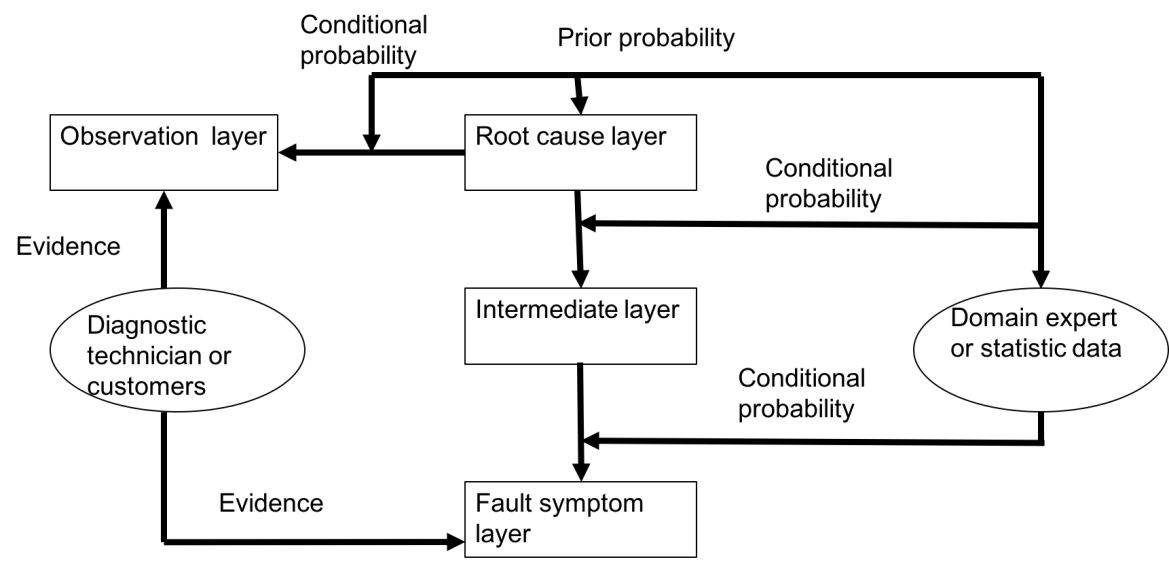 Conditional
probability
Prior probability
Observation layer
Root cause layer
Conditional
probability
Evidence
Intermediate layer
Domain expert
or statistic data
Diagnostic
technician or
customers
Conditional
probability
Evidence
Fault symptom
layer